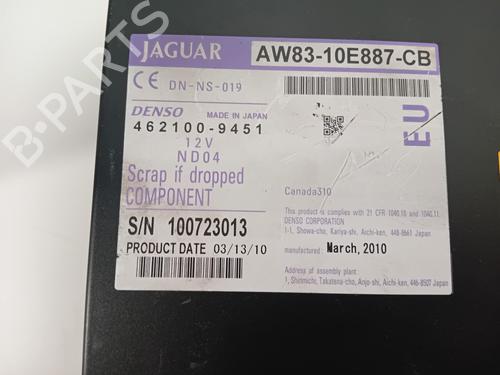 JAGUAR
AW83-10E887-CB
CE DN-NS-019
DENSO MADE IN JAPAN
462100-9451
12V
ND04
Scrap if dropped
COMPONENT
S/N 100723013
PRODUCT DATE 03/13/10
EU
Canada310
This product is complies with 21 CFR 1040.10 and 1040.11.
DENSO CORPORATION
1-1, Showa-cho, Kariya-shi, Aichi-ken, 448-8661 Japan
manufactured: March, 2010
Address of assembly plant
1, Shinmichi, Takatana-cho, Anjo-shi, Aichi-ken, 446-8507 Japan
B-PARTS